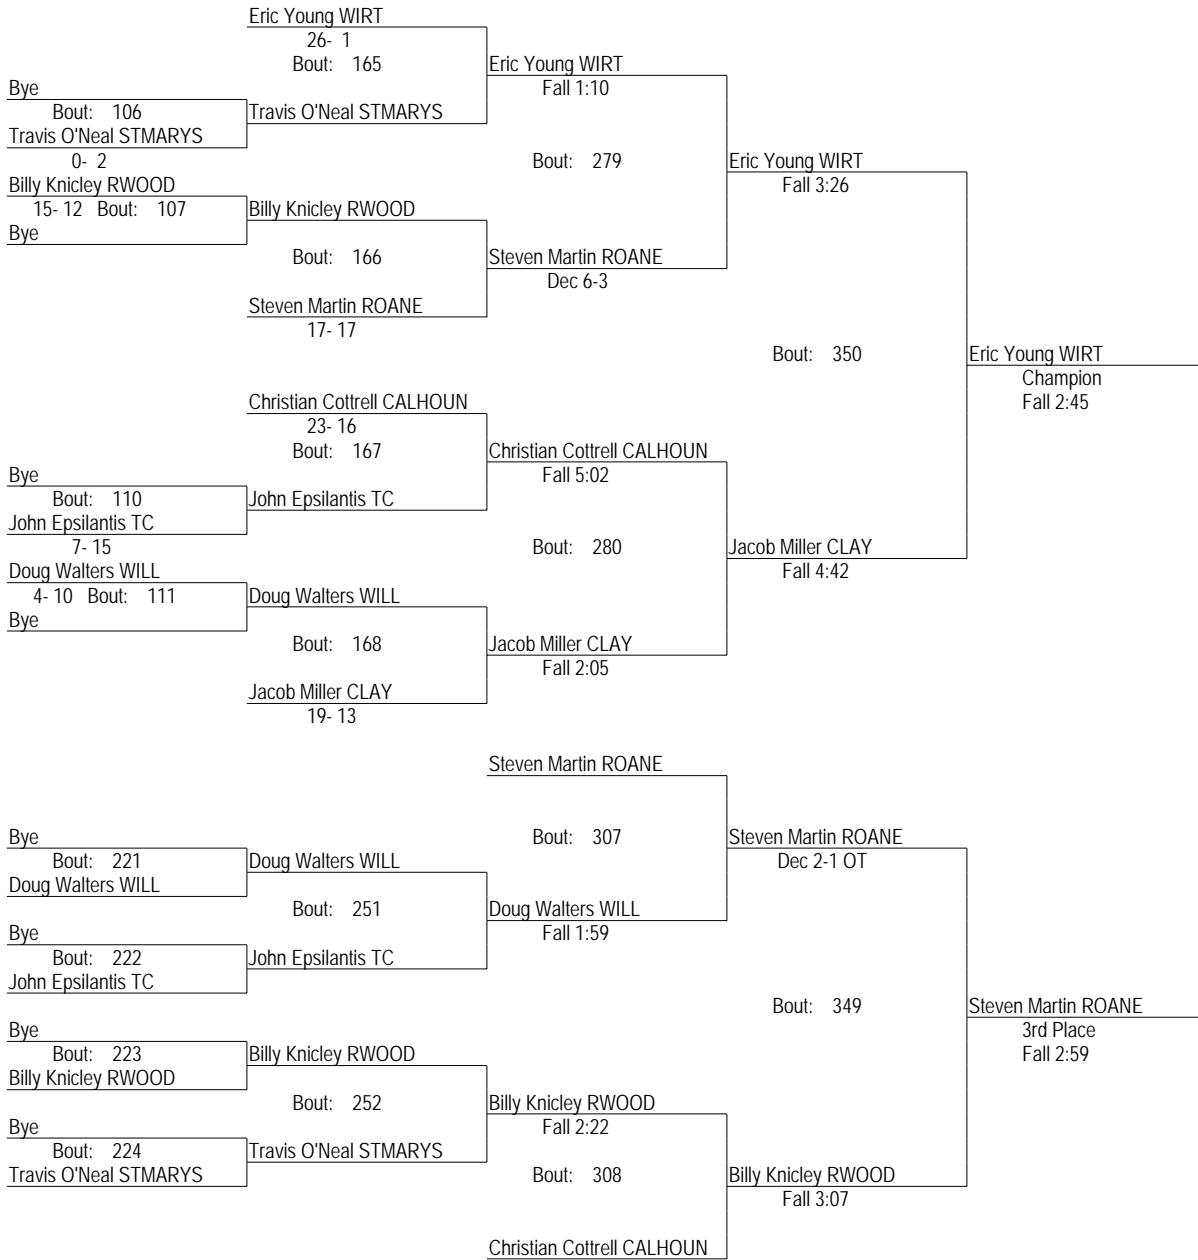 Eric Young WIRT
26- 1
Bout: 165
Eric Young WIRT
Bye
Fall 1:10
Bout: 106
Travis O'Neal STMARYS
Travis O'Neal STMARYS
0- 2
Bout: 279
Eric Young WIRT
Billy Knicley RWOOD
Fall 3:26
15- 12 Bout: 107
Billy Knicley RWOOD
Bye
Bout: 166
Steven Martin ROANE
Dec 6-3
Steven Martin ROANE
17- 17
Bout: 350
Eric Young WIRT
Champion
Christian Cottrell CALHOUN
Fall 2:45
23- 16
Bout: 167
Christian Cottrell CALHOUN
Bye
Fall 5:02
Bout: 110
John Epsilantis TC
John Epsilantis TC
7- 15
Bout: 280
Jacob Miller CLAY
Doug Walters WILL
Fall 4:42
4- 10 Bout: 111
Doug Walters WILL
Bye
Bout: 168
Jacob Miller CLAY
Fall 2:05
Jacob Miller CLAY
19- 13
Steven Martin ROANE
Bye
Bout: 307
Steven Martin ROANE
Bout: 221
Doug Walters WILL
Dec 2-1 OT
Doug Walters WILL
Bout: 251
Doug Walters WILL
Bye
Fall 1:59
Bout: 222
John Epsilantis TC
John Epsilantis TC
Bout: 349
Steven Martin ROANE
Bye
3rd Place
Bout: 223
Billy Knicley RWOOD
Fall 2:59
Billy Knicley RWOOD
Bout: 252
Billy Knicley RWOOD
Bye
Fall 2:22
Bout: 224
Travis O'Neal STMARYS
Travis O'Neal STMARYS
Bout: 308
Billy Knicley RWOOD
Fall 3:07
Christian Cottrell CALHOUN